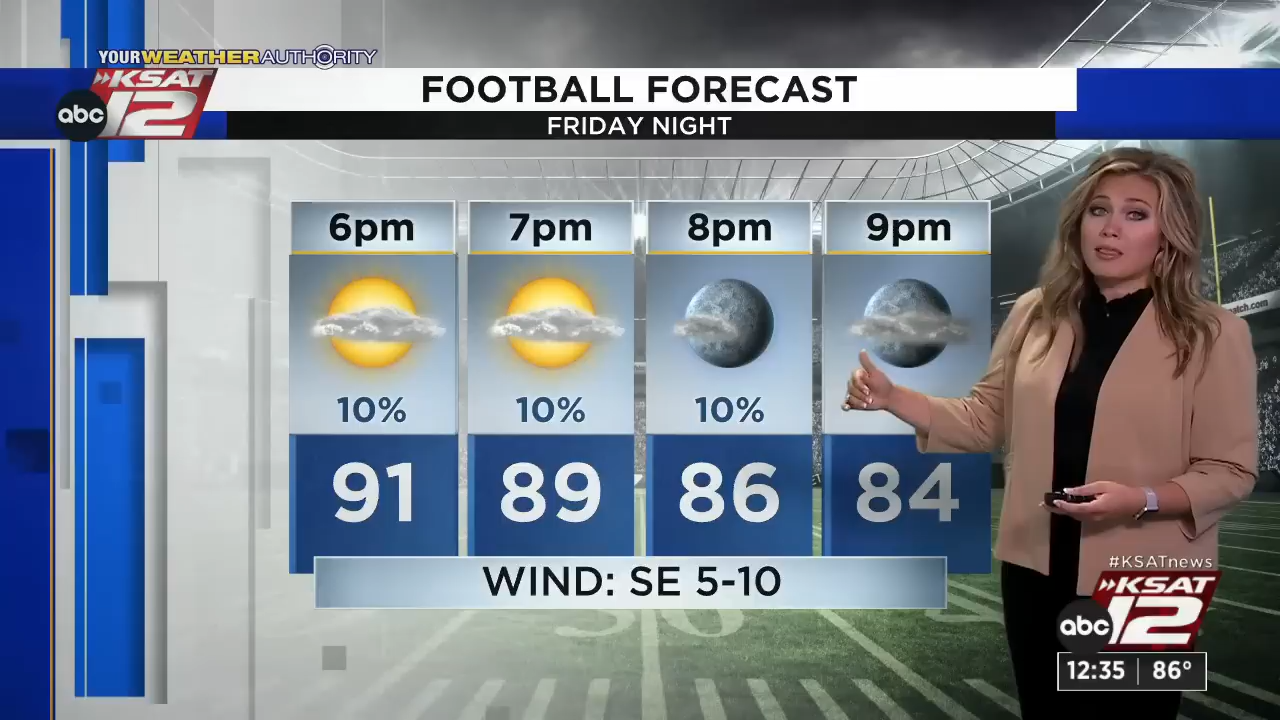 YOURWEATHERAUTHORITY
KSAT
abc 12
FOOTBALL FORECAST
FRIDAY NIGHT
6pm 7pm 8pm 9pm
10% 10% 10%
91 89 86 84
WIND: SE 5-10
#KSATnews
KSAT
abc 12
12:35 86°